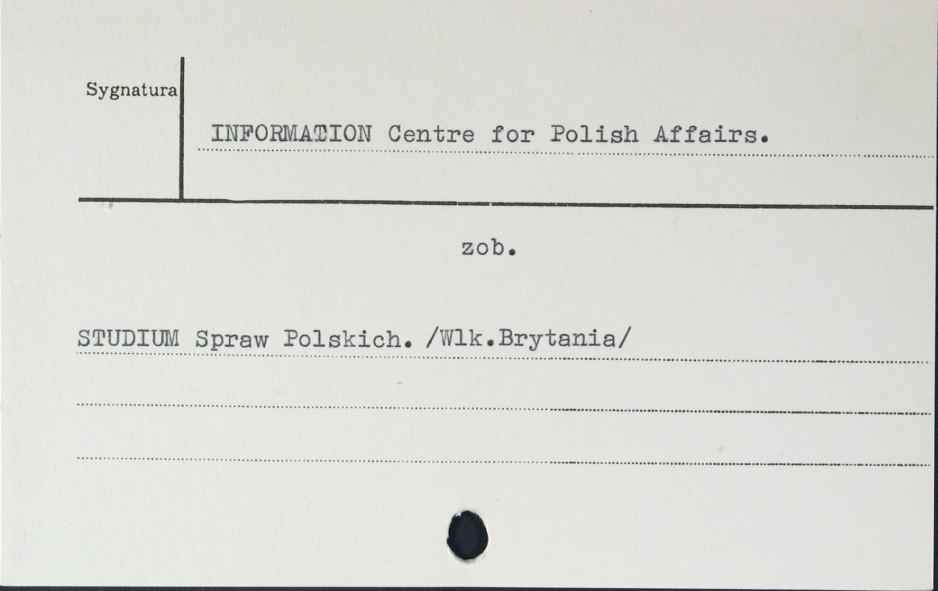 Sygnatura
INFORMATION Centre for Polish Affairs.
zob.
STUDIUM Spraw Polskich. /Wlk.Brytania/